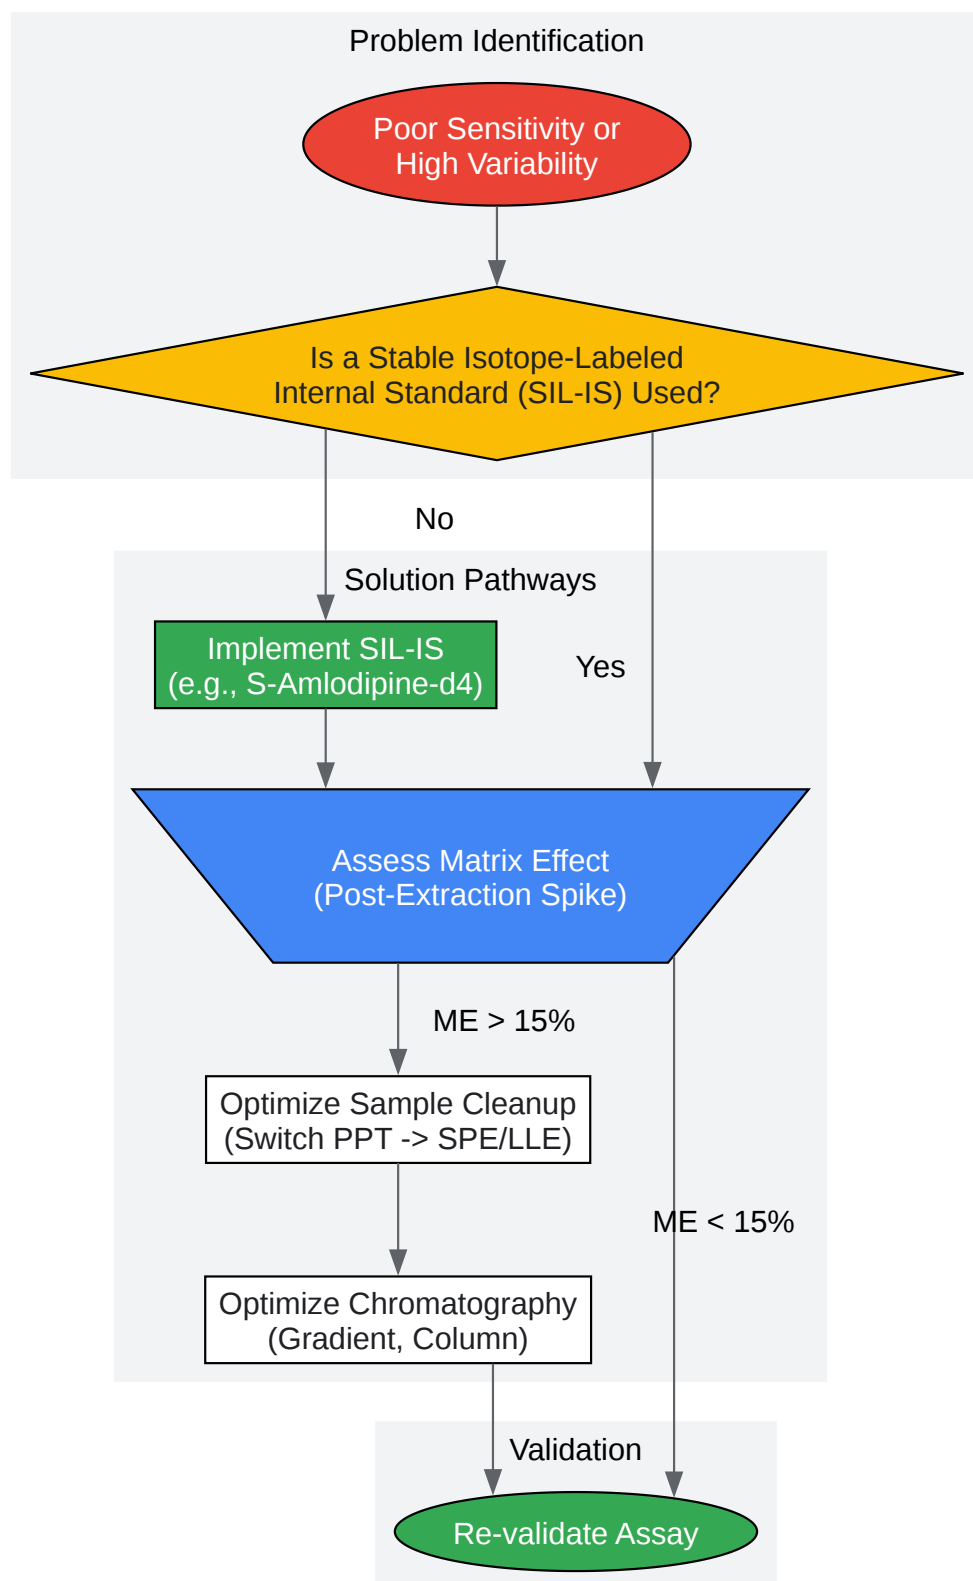 Problem Identification
Poor Sensitivity or
High Variability
Is a Stable Isotope-Labeled
Internal Standard (SIL-IS) Used?
No
Solution Pathways
Implement SIL-IS
(e.g., S-Amlodipine-d4)
Yes
Assess Matrix Effect
(Post-Extraction Spike)
ME > 15%
Optimize Sample Cleanup
(Switch PPT -> SPE/LLE)
ME < 15%
Optimize Chromatography
(Gradient, Column)
Validation
Re-validate Assay